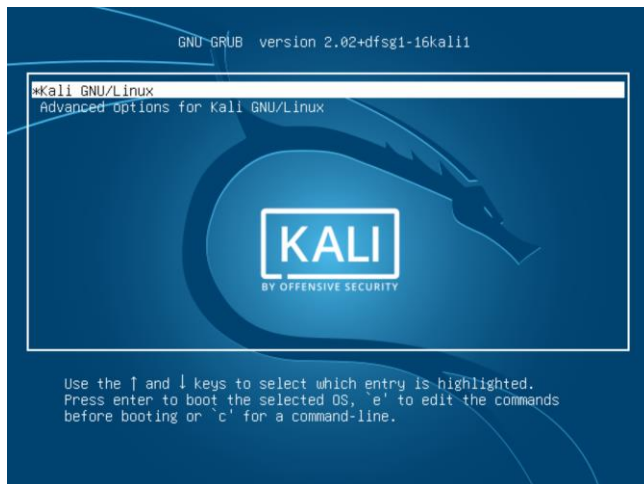 GNU GRUB version 2.02+dfsg1-16kali1
*Kali GNU/Linux
Advanced options for Kali GNU/Linux
KALI
BY OFFENSIVE SECURITY
Use the ↑ and ↓ keys to select which entry is highlighted.
Press enter to boot the selected OS, `e' to edit the commands
before booting or `c' for a command-line.